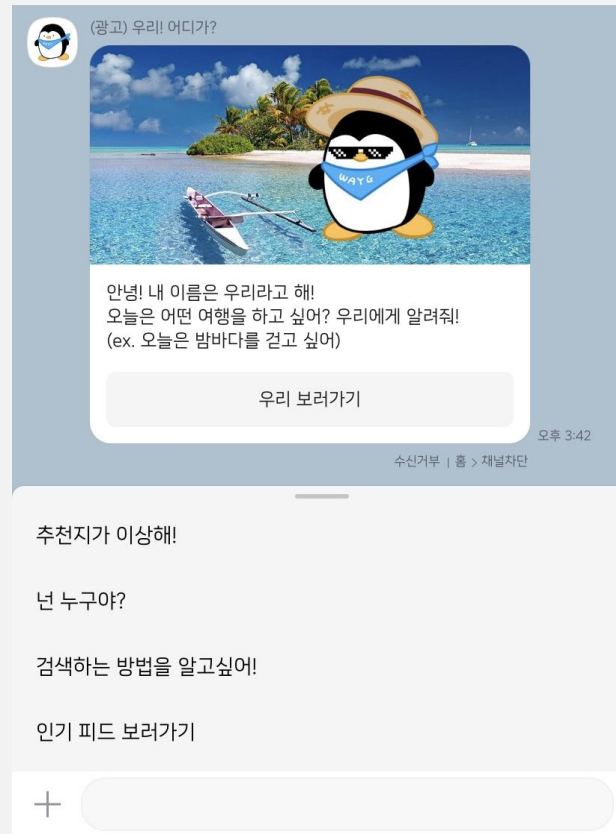 (광고) 우리! 어디가?
WAYG
안녕! 내 이름은 우리라고 해!
오늘은 어떤 여행을 하고 싶어? 우리에게 알려줘!
(ex. 오늘은 밤바다를 걷고 싶어)
우리 보러가기
오후 3:42
수신거부 | 홈 > 채널차단
추천지가 이상해!
넌 누구야?
검색하는 방법을 알고싶어!
인기 피드 보러가기